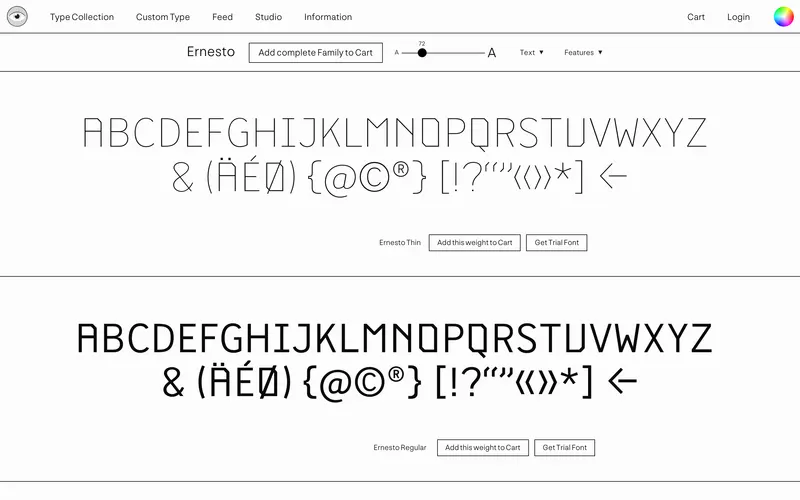 Type Collection Custom Type Feed Studio Information Cart Login
Ernesto Add complete Family to Cart A 72 A Text ▼ Features ▼
ABCDEFGHIJKLMNOPQRSTUVWXYZ
& (ÄÉØ) {@©®} [!?“”«»*] ←
Ernesto Thin Add this weight to Cart Get Trial Font
ABCDEFGHIJKLMNOPQRSTUVWXYZ
& (ÄÉØ) {@©®} [!?“”«»*] ←
Ernesto Regular Add this weight to Cart Get Trial Font